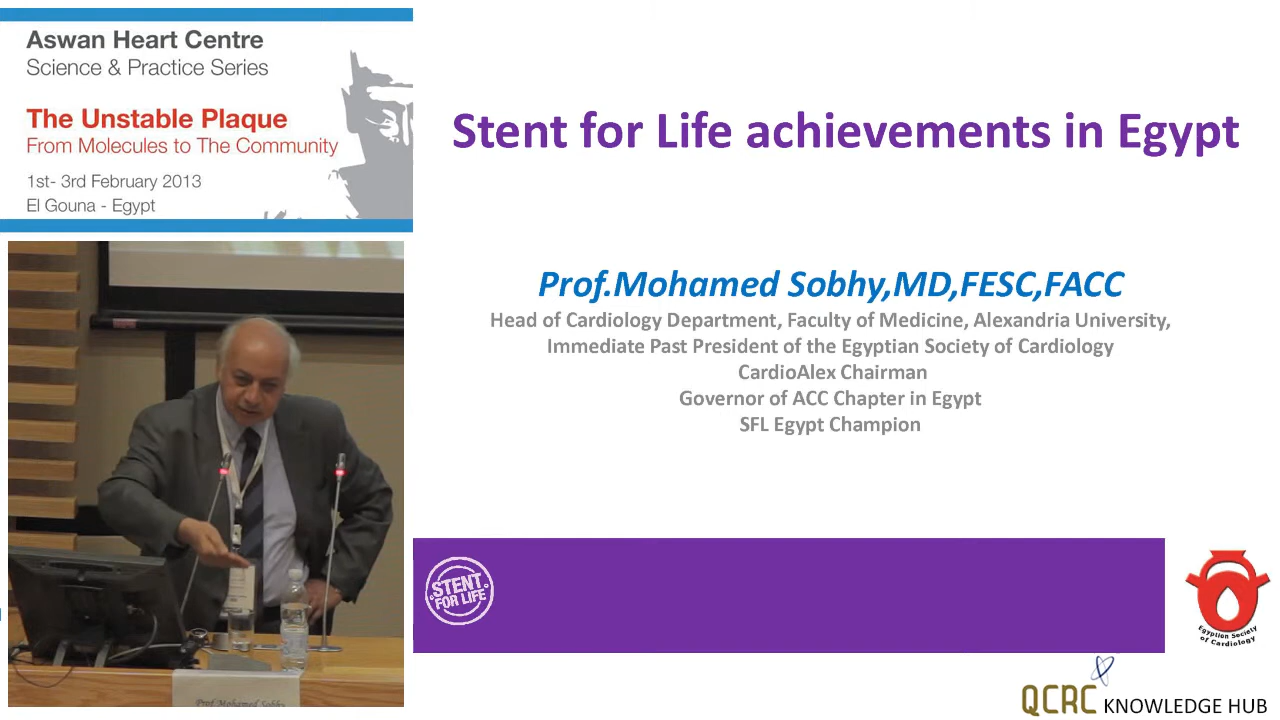 Aswan Heart Centre
Science & Practice Series
The Unstable Plaque
From Molecules to The Community
1st- 3rd February 2013
El Gouna - Egypt
Stent for Life achievements in Egypt
Prof.Mohamed Sobhy,MD,FESC,FACC
Head of Cardiology Department, Faculty of Medicine, Alexandria University,
Immediate Past President of the Egyptian Society of Cardiology
CardioAlex Chairman
Governor of ACC Chapter in Egypt
SFL Egypt Champion
STENT
FOR LIFE
Egyptian Society
of Cardiology
Prof Mohamed Sobhy
QCRC KNOWLEDGE HUB